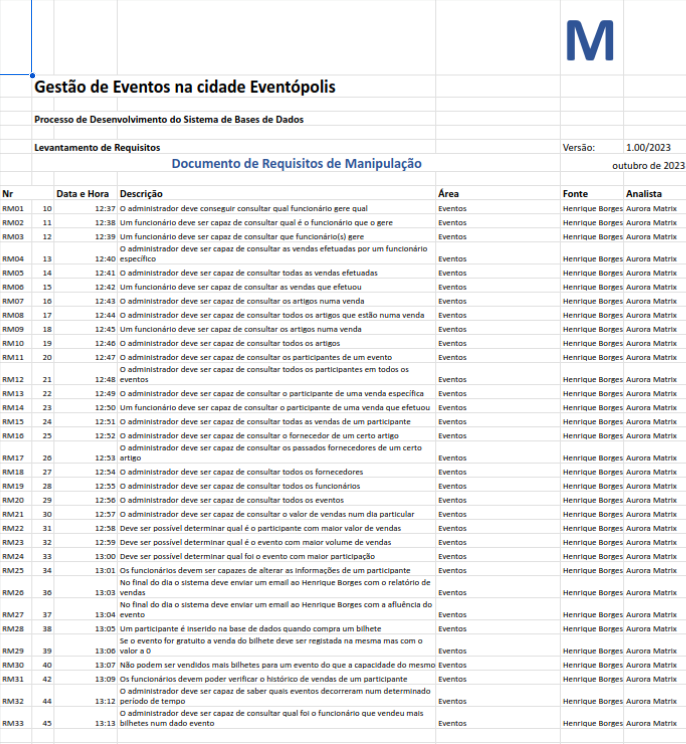 M
Gestão de Eventos na cidade Eventópolis
Processo de Desenvolvimento do Sistema de Bases de Dados
Levantamento de Requisitos Versão: 1.00/2023
Documento de Requisitos de Manipulação outubro de 2023
Nr Data e Hora Descrição Área Fonte Analista
RM01 10 12:37 O administrador deve conseguir consultar qual funcionário gere qual Eventos Henrique Borges Aurora Matrix
RM02 11 12:38 Um funcionário deve ser capaz de consultar qual é o funcionário que o gere Eventos Henrique Borges Aurora Matrix
RM03 12 12:39 Um funcionário deve ser capaz de consultar que funcionário(s) gere Eventos Henrique Borges Aurora Matrix
O administrador deve ser capaz de consultar as vendas efetuadas por um funcionário
RM04 13 12:40 específico Eventos Henrique Borges Aurora Matrix
RM05 14 12:41 O administrador deve ser capaz de consultar todas as vendas efetuadas Eventos Henrique Borges Aurora Matrix
RM06 15 12:42 Um funcionário deve ser capaz de consultar as vendas que efetuou Eventos Henrique Borges Aurora Matrix
RM07 16 12:43 O administrador deve ser capaz de consultar os artigos numa venda Eventos Henrique Borges Aurora Matrix
RM08 17 12:44 O administrador deve ser capaz de consultar todos os artigos que estão numa venda Eventos Henrique Borges Aurora Matrix
RM09 18 12:45 Um funcionário deve ser capaz de consultar os artigos numa venda Eventos Henrique Borges Aurora Matrix
RM10 19 12:46 O administrador deve ser capaz de consultar todos os artigos Eventos Henrique Borges Aurora Matrix
RM11 20 12:47 O administrador deve ser capaz de consultar os participantes de um evento Eventos Henrique Borges Aurora Matrix
O administrador deve ser capaz de consultar todos os participantes em todos os
RM12 21 12:48 eventos Eventos Henrique Borges Aurora Matrix
RM13 22 12:49 O administrador deve ser capaz de consultar o participante de uma venda específica Eventos Henrique Borges Aurora Matrix
RM14 23 12:50 Um funcionário deve ser capaz de consultar o participante de uma venda que efetuou Eventos Henrique Borges Aurora Matrix
RM15 24 12:51 O administrador deve ser capaz de consultar todas as vendas de um participante Eventos Henrique Borges Aurora Matrix
RM16 25 12:52 O administrador deve ser capaz de consultar o fornecedor de um certo artigo Eventos Henrique Borges Aurora Matrix
O administrador deve ser capaz de consultar os passados fornecedores de um certo
RM17 26 12:53 artigo Eventos Henrique Borges Aurora Matrix
RM18 27 12:54 O administrador deve ser capaz de consultar todos os fornecedores Eventos Henrique Borges Aurora Matrix
RM19 28 12:55 O administrador deve ser capaz de consultar todos os funcionários Eventos Henrique Borges Aurora Matrix
RM20 29 12:56 O administrador deve ser capaz de consultar todos os eventos Eventos Henrique Borges Aurora Matrix
RM21 30 12:57 O administrador deve ser capaz de consultar o valor de vendas num dia particular Eventos Henrique Borges Aurora Matrix
RM22 31 12:58 Deve ser possível determinar qual é o participante com maior valor de vendas Eventos Henrique Borges Aurora Matrix
RM23 32 12:59 Deve ser possível determinar qual é o evento com maior volume de vendas Eventos Henrique Borges Aurora Matrix
RM24 33 13:00 Deve ser possível determinar qual foi o evento com maior participação Eventos Henrique Borges Aurora Matrix
RM25 34 13:01 Os funcionários devem ser capazes de alterar as informações de um participante Eventos Henrique Borges Aurora Matrix
No final do dia o sistema deve enviar um email ao Henrique Borges com o relatório de
RM26 36 13:03 vendas Eventos Henrique Borges Aurora Matrix
No final do dia o sistema deve enviar um email ao Henrique Borges com a afluência do
RM27 37 13:04 evento Eventos Henrique Borges Aurora Matrix
RM28 38 13:05 Um participante é inserido na base de dados quando compra um bilhete Eventos Henrique Borges Aurora Matrix
Se o evento for gratuito a venda do bilhete deve ser registada na mesma mas com o
RM29 39 13:06 valor a 0 Eventos Henrique Borges Aurora Matrix
RM30 40 13:07 Não podem ser vendidos mais bilhetes para um evento do que a capacidade do mesmo Eventos Henrique Borges Aurora Matrix
RM31 42 13:09 Os funcionários devem poder verificar o histórico de vendas de um participante Eventos Henrique Borges Aurora Matrix
O administrador deve ser capaz de saber quais eventos decorreram num determinado
RM32 44 13:12 período de tempo Eventos Henrique Borges Aurora Matrix
O administrador deve ser capaz de consultar qual foi o funcionário que vendeu mais
RM33 45 13:13 bilhetes num dado evento Eventos Henrique Borges Aurora Matrix